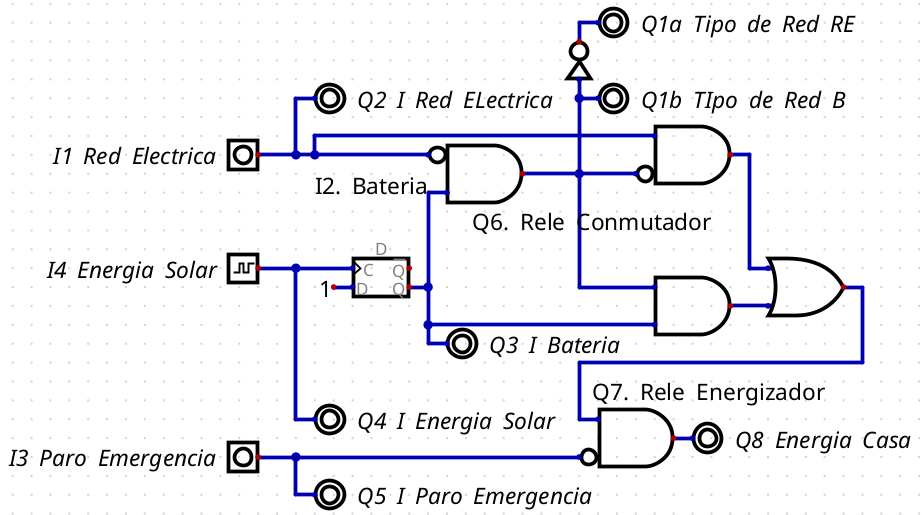 Q1a Tipo de Red RE
Q2 I Red ELectrica
Q1b TIpo de Red B
I1 Red Electrica
I2. Bateria
Q6. Rele Conmutador
D
I4 Energia Solar
C
Q
1
D
Q
Q3 I Bateria
Q7. Rele Energizador
Q4 I Energia Solar
Q8 Energia Casa
I3 Paro Emergencia
Q5 I Paro Emergencia